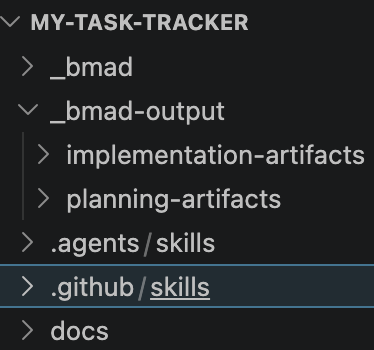 MY-TASK-TRACKER
_bmad
_bmad-output
implementation-artifacts
planning-artifacts
.agents/skills
.github/skills
docs